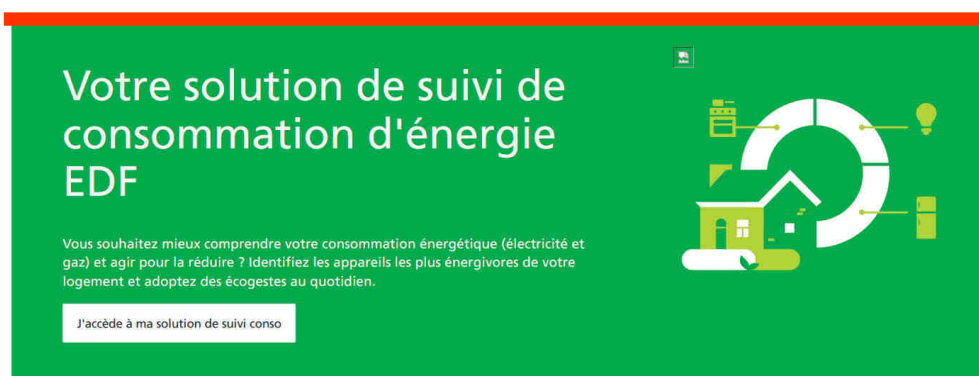 Votre solution de suivi de
consommation d'énergie
EDF
Vous souhaitez mieux comprendre votre consommation énergétique (électricité et
gaz) et agir pour la réduire ? Identifiez les appareils les plus énergivores de votre
logement et adoptez des écogestes au quotidien.
J'accède à ma solution de suivi conso